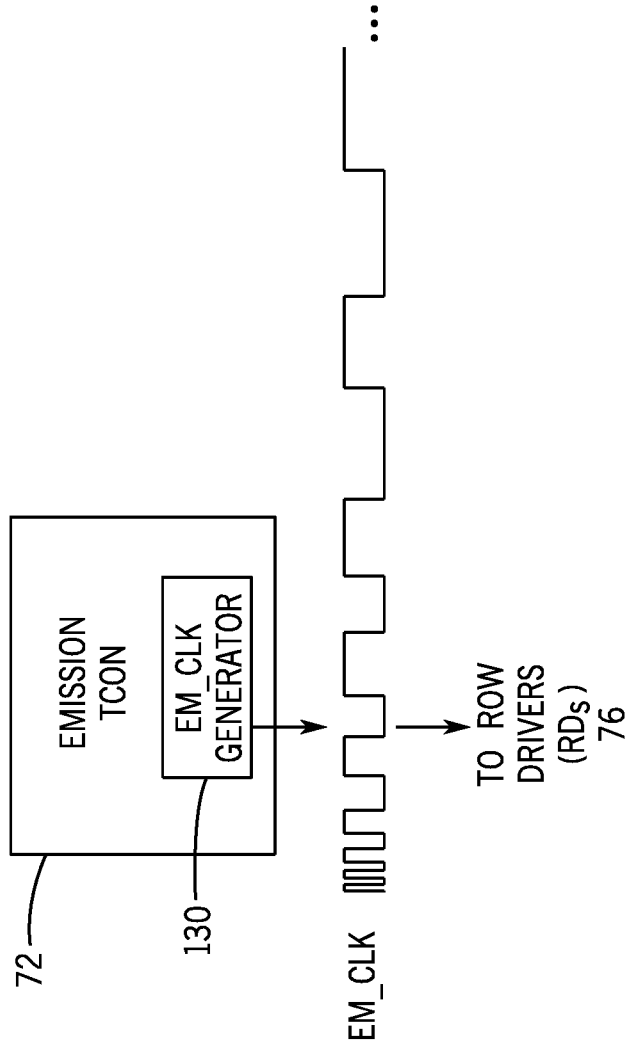 72
EMISSION
TCON
130
EM_CLK
GENERATOR
EM_CLK
...
TO ROW
DRIVERS
(RDs)
76